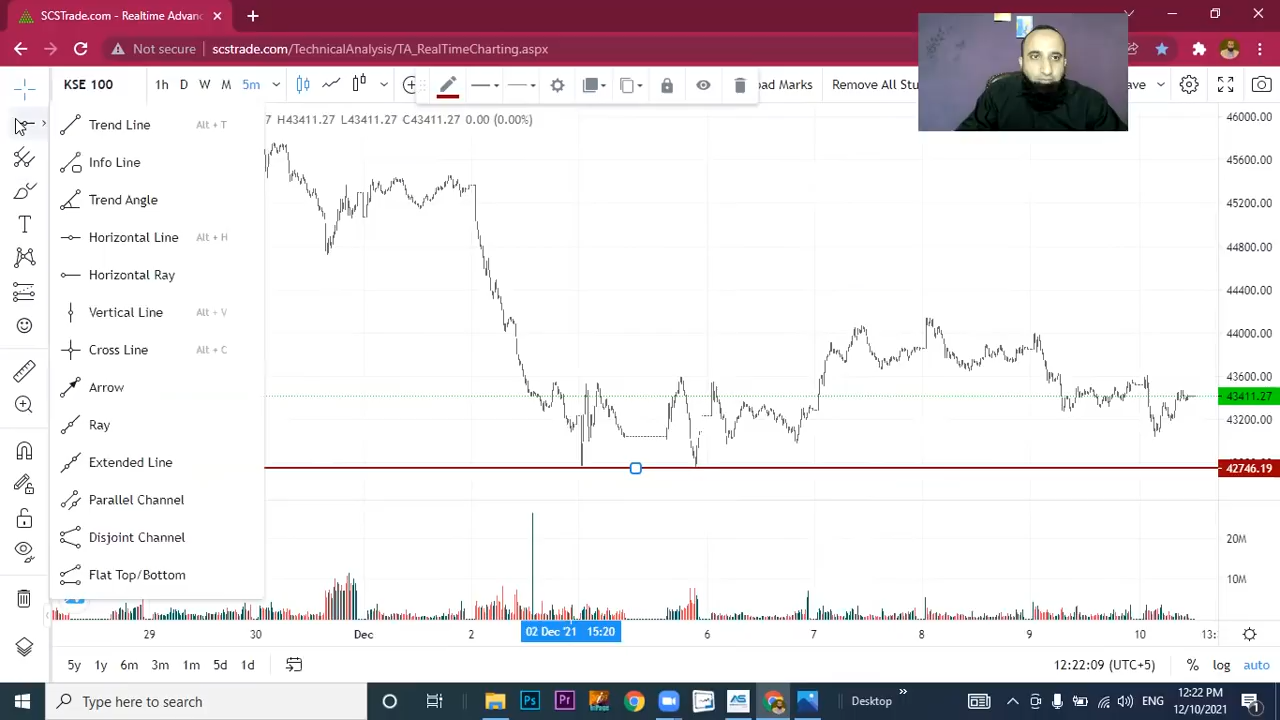 SCSTrade.com - Realtime Advanc
Not secure
scstrade.com/TechnicalAnalysis/TA_RealTimeCharting.aspx
KSE 100
1h D W M 5m
ad Marks
Remove All Stu
ve
Trend Line Alt + T
Info Line
Trend Angle
Horizontal Line Alt + H
Horizontal Ray
Vertical Line Alt + V
Cross Line Alt + C
Arrow
Ray
Extended Line
Parallel Channel
Disjoint Channel
Flat Top/Bottom
7 H43411.27 L43411.27 C43411.27 0.00 (0.00%)
46000.00
45600.00
45200.00
44800.00
44400.00
44000.00
43600.00
43411.27
43200.00
42746.19
20M
10M
29 30 Dec 2 02 Dec '21 15:20 6 7 8 9 10 13:
5y 1y 6m 3m 1m 5d 1d
12:22:09 (UTC+5) % log auto
Type here to search
Ps
Pr
AS
Desktop
ENG
12:22 PM
12/10/2021
1